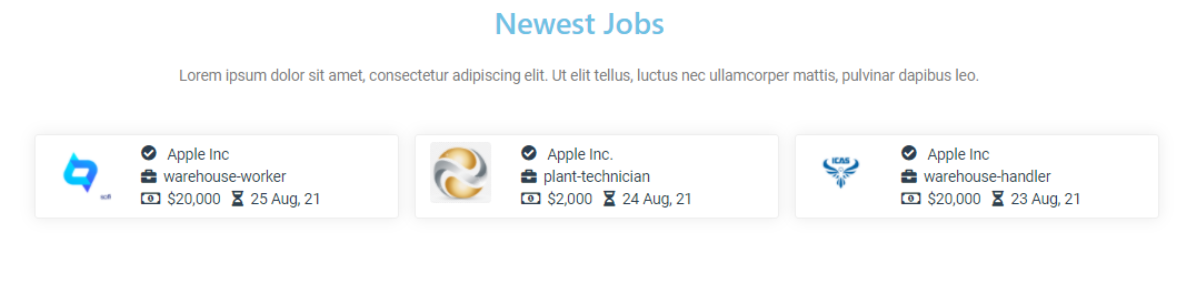 Newest Jobs
Lorem ipsum dolor sit amet, consectetur adipiscing elit. Ut elit tellus, luctus nec ullamcorper mattis, pulvinar dapibus leo.
Apple Inc
warehouse-worker
$20,000 25 Aug, 21
Apple Inc.
plant-technician
$2,000 24 Aug, 21
ICAS
Apple Inc
warehouse-handler
$20,000 23 Aug, 21